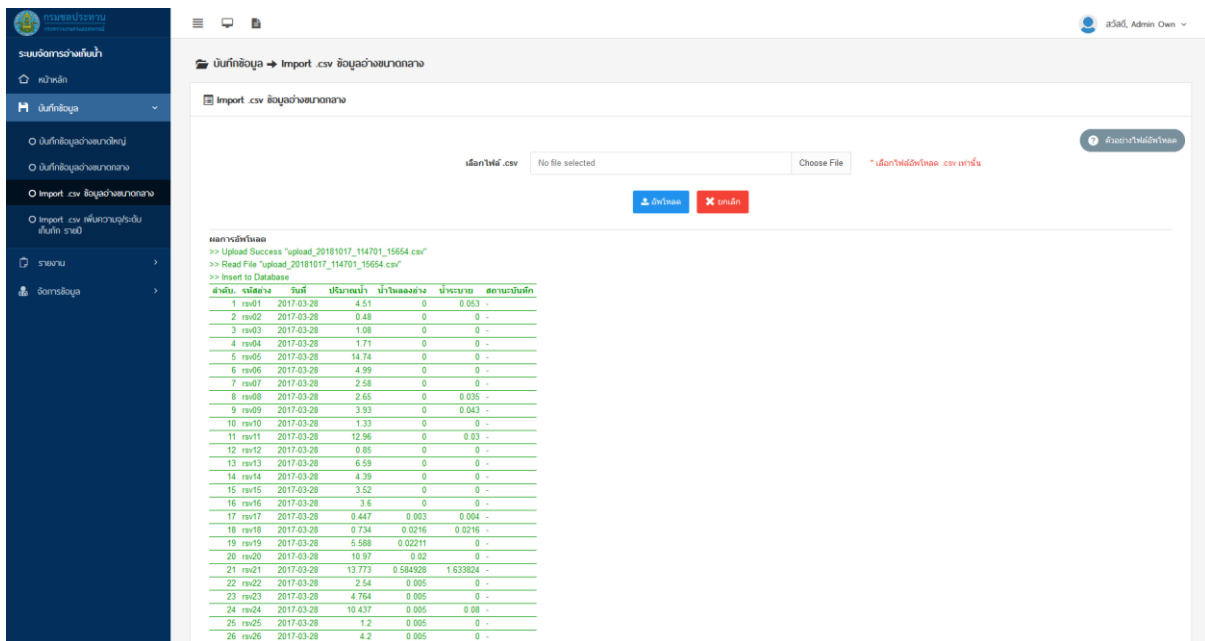 กรมชลประทาน
สวัสดี, Admin Own
ระบบจัดการอ่างเก็บน้ำ
หน้าหลัก
บันทึกข้อมูล
บันทึกข้อมูลอ่างขนาดใหญ่
บันทึกข้อมูลอ่างขนาดกลาง
Import .csv ข้อมูลอ่างขนาดกลาง
Import .csv เพิ่มความจุ/ระดับ
เก็บกัก รายปี
รายงาน
จัดการข้อมูล
บันทึกข้อมูล → Import .csv ข้อมูลอ่างขนาดกลาง
Import .csv ข้อมูลอ่างขนาดกลาง
ตัวอย่างไฟล์อัพโหลด
เลือกไฟล์ .csv No file selected Choose File * เลือกไฟล์อัพโหลด .csv เท่านั้น
อัพโหลด ยกเลิก
ผลการอัพโหลด
>> Upload Success "upload_20181017_114701_15654.csv"
>> Read File "upload_20181017_114701_15654.csv"
>> Insert to Database
ลำดับ. รหัสอ่าง วันที่ ปริมาณน้ำ น้ำไหลลงอ่าง น้ำระบาย สถานะบันทึก
1 rsv01 2017-03-28 4.51 0 0.053 -
2 rsv02 2017-03-28 0.48 0 0 -
3 rsv03 2017-03-28 1.08 0 0 -
4 rsv04 2017-03-28 1.71 0 0 -
5 rsv05 2017-03-28 14.74 0 0 -
6 rsv06 2017-03-28 4.99 0 0 -
7 rsv07 2017-03-28 2.58 0 0 -
8 rsv08 2017-03-28 2.65 0 0.035 -
9 rsv09 2017-03-28 3.93 0 0.043 -
10 rsv10 2017-03-28 1.33 0 0 -
11 rsv11 2017-03-28 12.96 0 0.03 -
12 rsv12 2017-03-28 0.85 0 0 -
13 rsv13 2017-03-28 6.59 0 0 -
14 rsv14 2017-03-28 4.39 0 0 -
15 rsv15 2017-03-28 3.52 0 0 -
16 rsv16 2017-03-28 3.6 0 0 -
17 rsv17 2017-03-28 0.447 0.003 0.004 -
18 rsv18 2017-03-28 0.734 0.0216 0.0216 -
19 rsv19 2017-03-28 5.588 0.02211 0 -
20 rsv20 2017-03-28 10.97 0.02 0 -
21 rsv21 2017-03-28 13.773 0.584928 1.633824 -
22 rsv22 2017-03-28 2.54 0.005 0 -
23 rsv23 2017-03-28 4.764 0.005 0 -
24 rsv24 2017-03-28 10.437 0.005 0.08 -
25 rsv25 2017-03-28 1.2 0.005 0 -
26 rsv26 2017-03-28 4.2 0.005 0 -